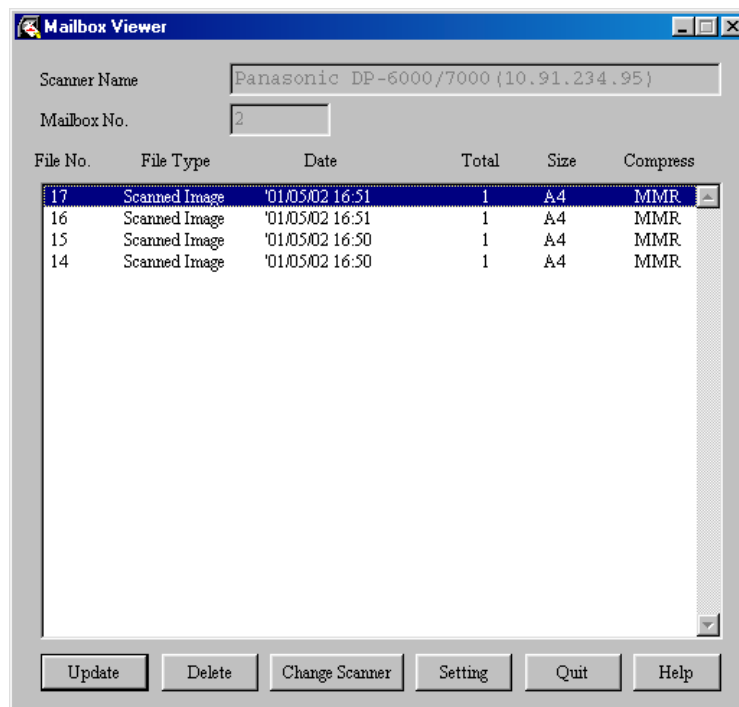 Mailbox Viewer
Scanner Name Panasonic DP-6000/7000(10.91.234.95)
Mailbox No. 2
File No. File Type Date Total Size Compress
17 Scanned Image '01/05/02 16:51 1 A4 MMR
16 Scanned Image '01/05/02 16:51 1 A4 MMR
15 Scanned Image '01/05/02 16:50 1 A4 MMR
14 Scanned Image '01/05/02 16:50 1 A4 MMR
Update Delete Change Scanner Setting Quit Help